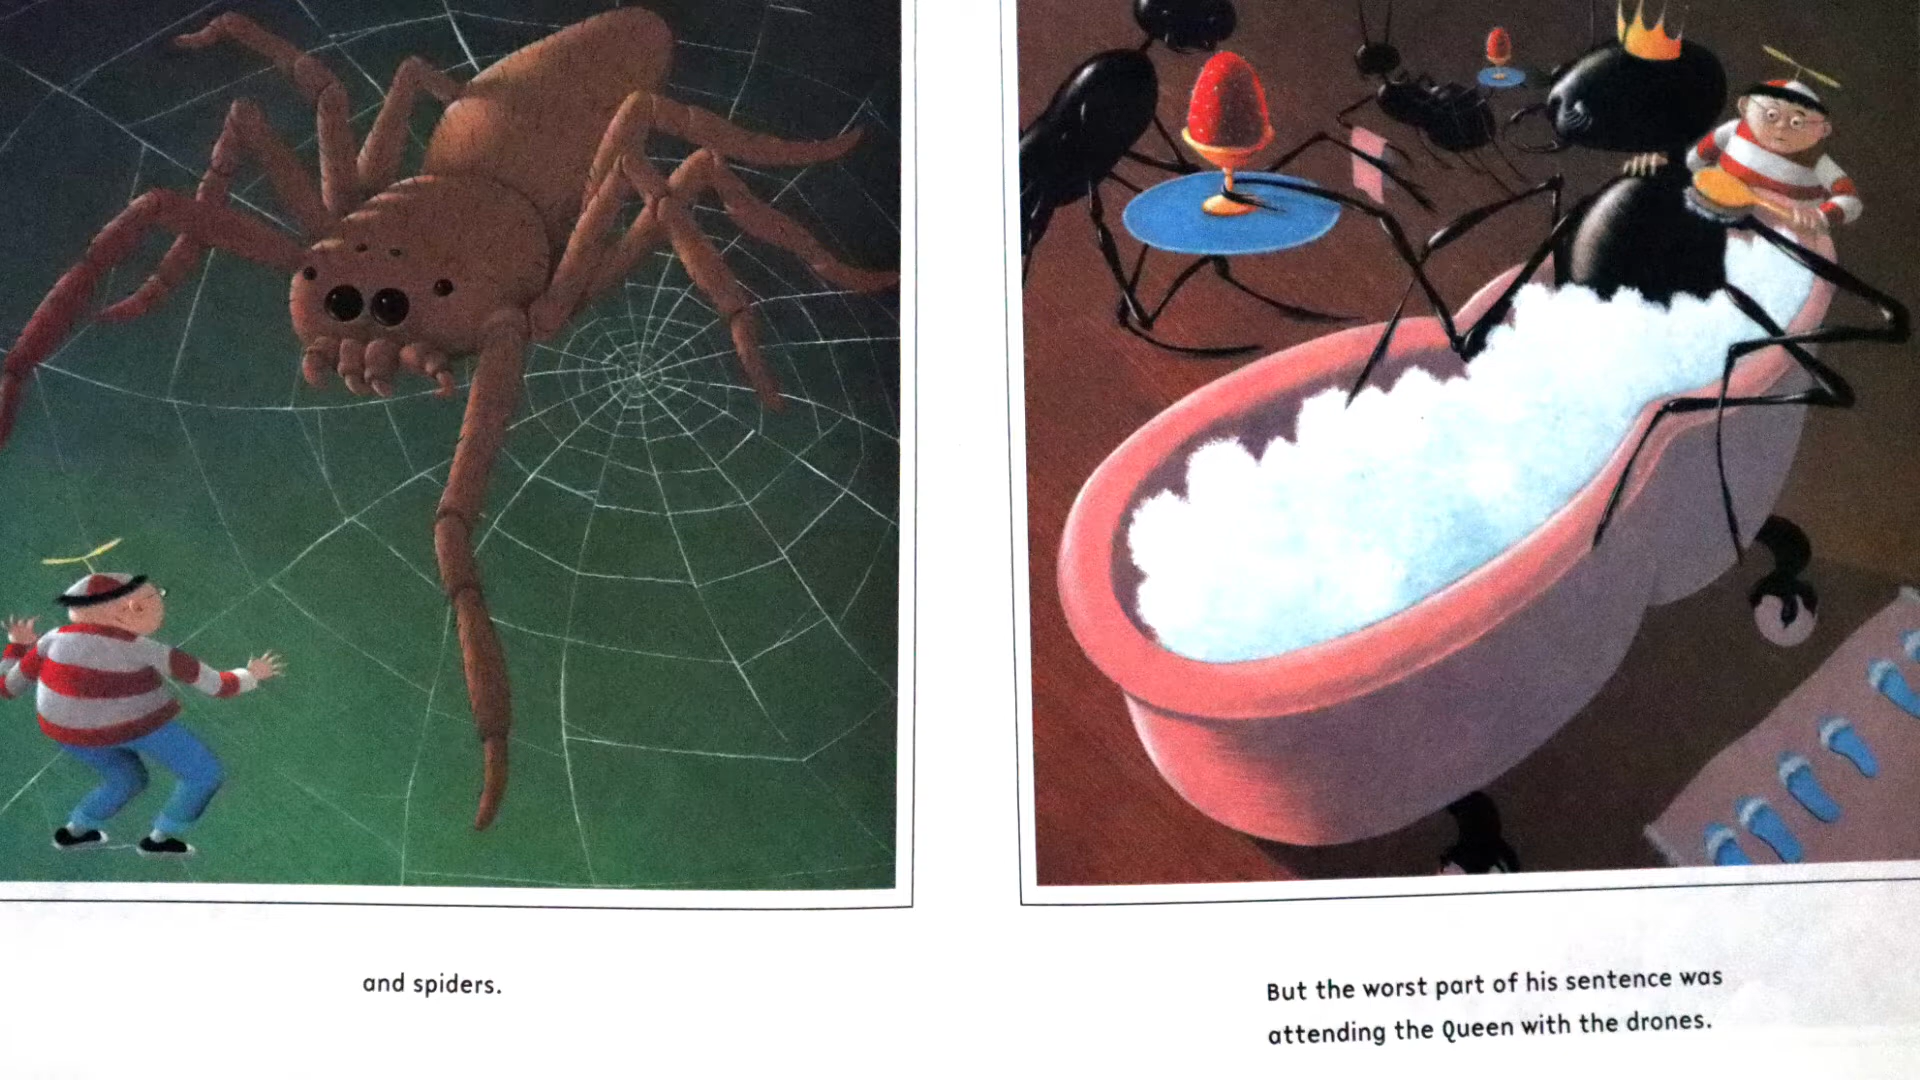 and spiders.
But the worst part of his sentence was
attending the Queen with the drones.